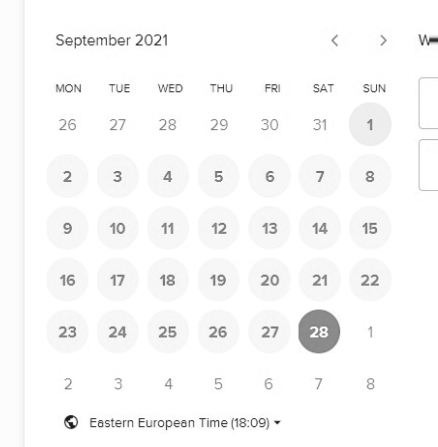 September 2021
MON TUE WED THU FRI SAT SUN
26 27 28 29 30 31 1
2 3 4 5 6 7 8
9 10 11 12 13 14 15
16 17 18 19 20 21 22
23 24 25 26 27 28 1
2 3 4 5 6 7 8
Eastern European Time (18:09)